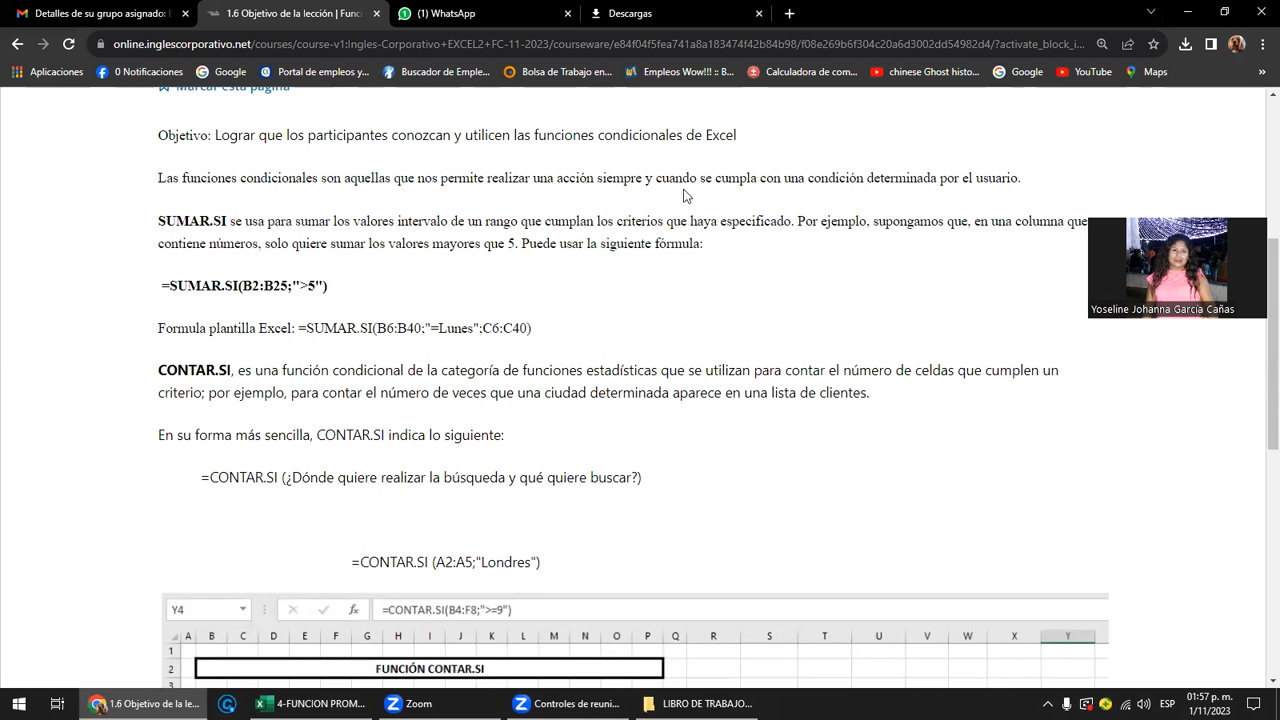 Detalles de su grupo asignado: L
1.6 Objetivo de la lección | Func
(1) WhatsApp
Descargas
online.inglescorporativo.net/courses/course-v1:Ingles-Corporativo+EXCEL2+FC-11-2023/courseware/e84f04f5fea741a8a183474f42b84b98/f08e269b6f304c20a6d3002dd54982d4/?activate_block_i...
Aplicaciones
0 Notificaciones
Google
Portal de empleos y...
Buscador de Emple...
Bolsa de Trabajo en...
Empleos Wow!!! :: B...
Calculadora de com...
chinese Ghost histo...
Google
YouTube
Maps
»
Marcar esta página
Objetivo: Lograr que los participantes conozcan y utilicen las funciones condicionales de Excel
Las funciones condicionales son aquellas que nos permite realizar una acción siempre y cuando se cumpla con una condición determinada por el usuario.
SUMAR.SI se usa para sumar los valores intervalo de un rango que cumplan los criterios que haya especificado. Por ejemplo, supongamos que, en una columna que
contiene números, solo quiere sumar los valores mayores que 5. Puede usar la siguiente fórmula:
=SUMAR.SI(B2:B25;">5")
Formula plantilla Excel: =SUMAR.SI(B6:B40;"=Lunes";C6:C40)
Yoseline Johanna García Cañas
CONTAR.SI, es una función condicional de la categoría de funciones estadísticas que se utilizan para contar el número de celdas que cumplen un
criterio; por ejemplo, para contar el número de veces que una ciudad determinada aparece en una lista de clientes.
En su forma más sencilla, CONTAR.SI indica lo siguiente:
=CONTAR.SI (¿Dónde quiere realizar la búsqueda y qué quiere buscar?)
=CONTAR.SI (A2:A5;"Londres")
Y4
fx
=CONTAR.SI(B4:F8;">=9")
A B C D E F G H I J K L M N O P Q R S T U V W X Y
1
2
FUNCIÓN CONTAR.SI
3
1.6 Objetivo de la le...
4-FUNCION PROM...
Zoom
Controles de reuni...
LIBRO DE TRABAJO...
ESP
01:57 p. m.
1/11/2023